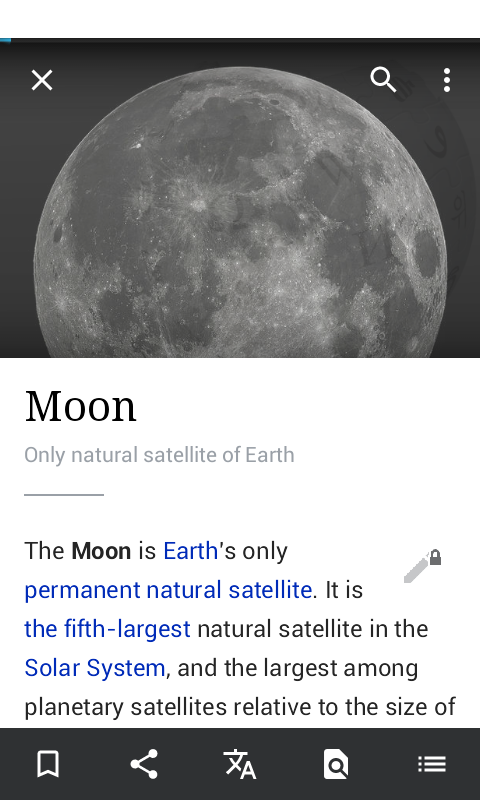 Moon
Only natural satellite of Earth
The Moon is Earth's only
permanent natural satellite. It is
the fifth-largest natural satellite in the
Solar System, and the largest among
planetary satellites relative to the size of